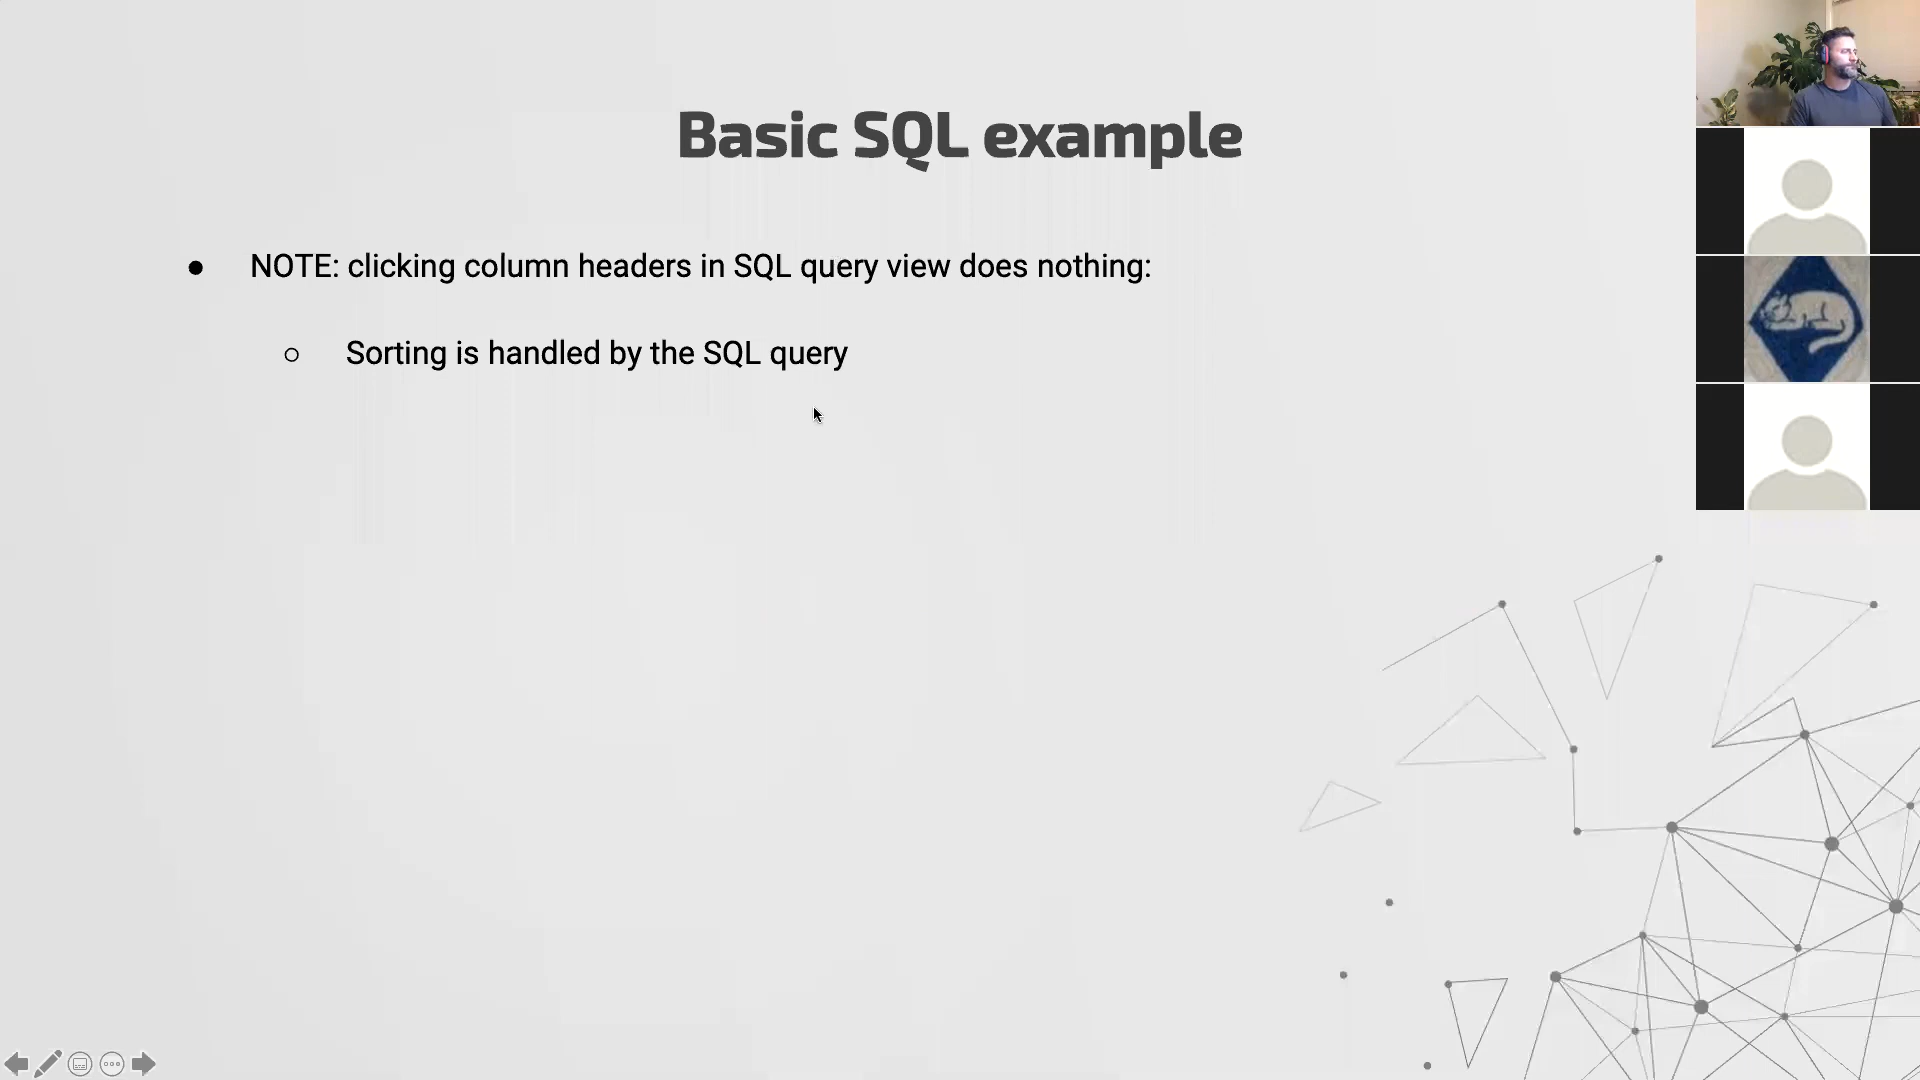 Basic SQL example
NOTE: clicking column headers in SQL query view does nothing:
Sorting is handled by the SQL query